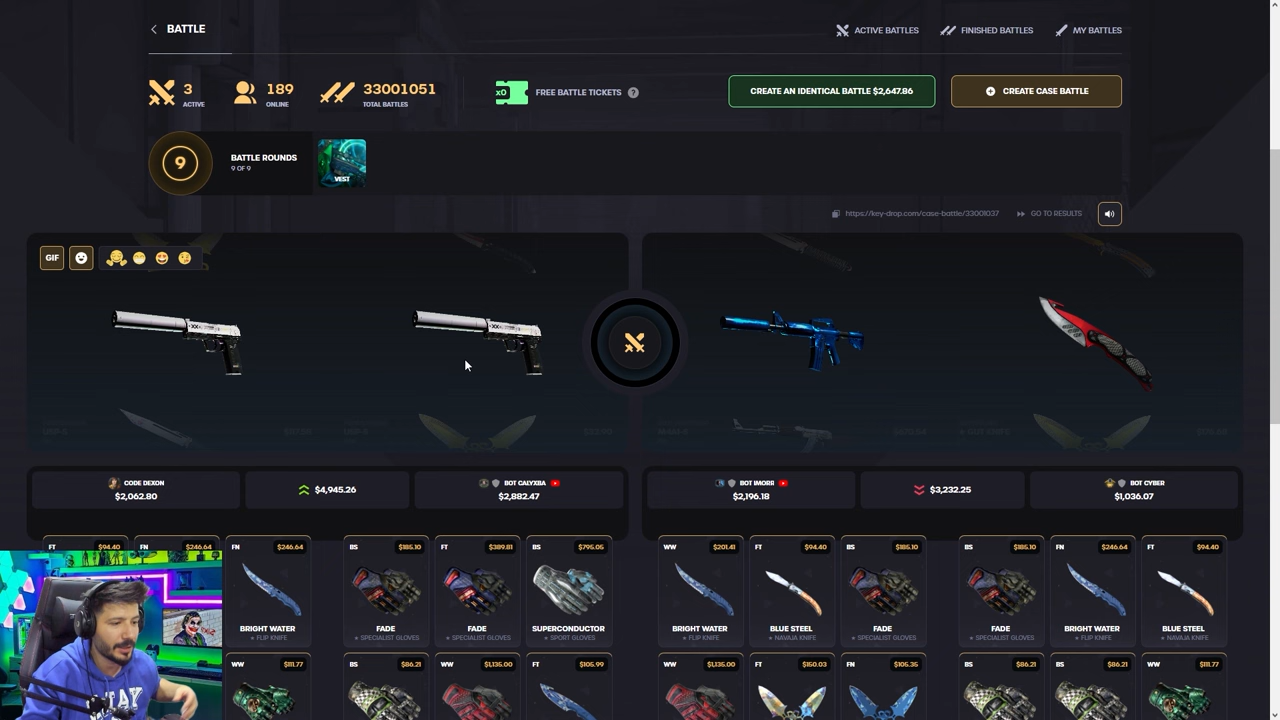 BATTLE
ACTIVE BATTLES
FINISHED BATTLES
MY BATTLES
3
ACTIVE
189
ONLINE
33001051
TOTAL BATTLES
x0
FREE BATTLE TICKETS ?
CREATE AN IDENTICAL BATTLE $2,647.86
CREATE CASE BATTLE
9
BATTLE ROUNDS
9 OF 9
VEST
https://key-drop.com/case-battle/33001037
GO TO RESULTS
GIF
CODE DEXON
$2,062.80
$4,945.26
BOT CALYXBA
$2,882.47
BOT IMORR
$2,196.18
$3,232.25
BOT CYBER
$1,036.07
FT $94.40
FN $246.64
FN $246.64
BS $185.10
FT $389.81
BS $795.05
WW $201.41
FT $94.40
BS $185.10
BS $185.10
FN $246.64
FT $94.40
BRIGHT WATER
★ FLIP KNIFE
FADE
★ SPECIALIST GLOVES
FADE
★ SPECIALIST GLOVES
SUPERCONDUCTOR
★ SPORT GLOVES
BRIGHT WATER
★ FLIP KNIFE
BLUE STEEL
★ NAVAJA KNIFE
FADE
★ SPECIALIST GLOVES
FADE
★ SPECIALIST GLOVES
BRIGHT WATER
★ FLIP KNIFE
BLUE STEEL
★ NAVAJA KNIFE
WW $111.77
BS $86.21
WW $1,135.00
FT $105.99
WW $1,135.00
FT $150.03
FN $105.35
BS $86.21
BS $86.21
WW $111.77